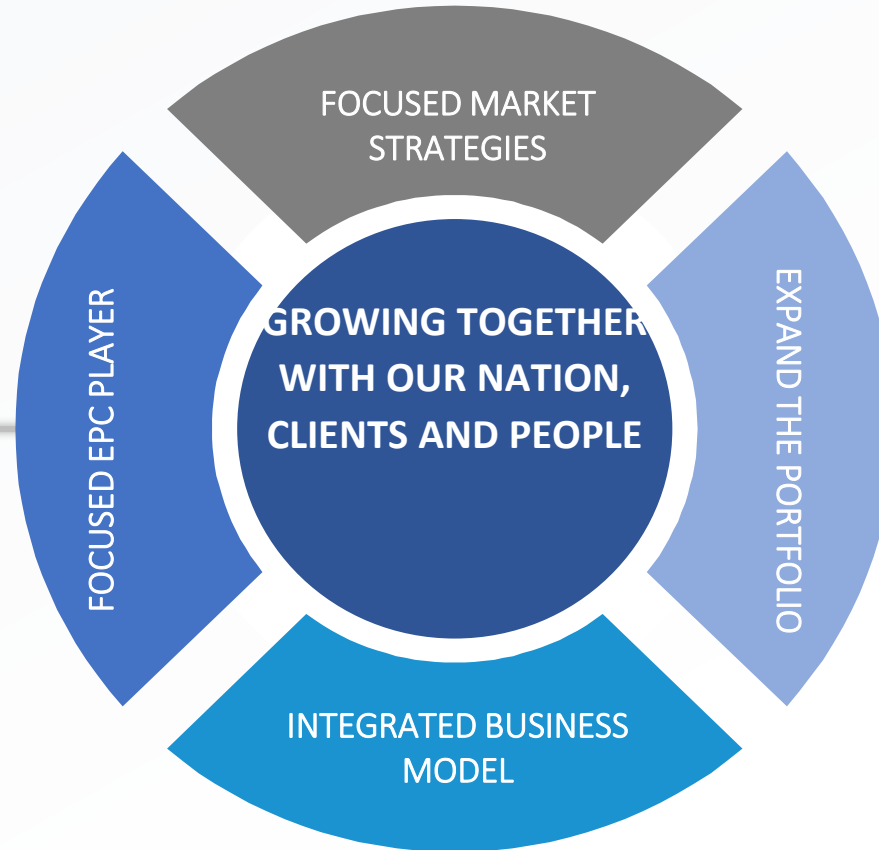 FOCUSED MARKET
STRATEGIES
FOCUSED EPC PLAYER
GROWING TOGETHER
WITH OUR NATION,
CLIENTS AND PEOPLE
EXPAND THE PORTFOLIO
INTEGRATED BUSINESS
MODEL